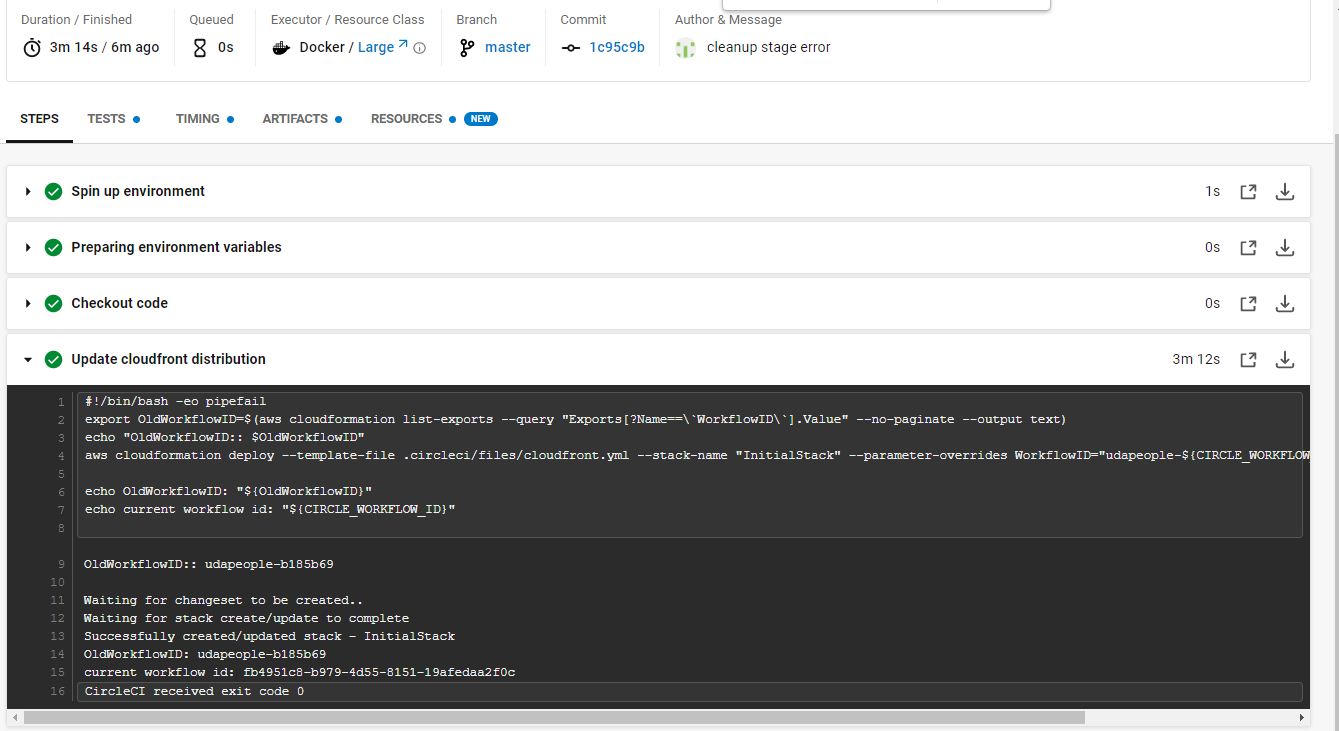 Duration / Finished
Queued
Executor / Resource Class
Branch
Commit
Author & Message
3m 14s / 6m ago
0s
Docker / Large
master
1c95c9b
cleanup stage error
STEPS
TESTS
TIMING
ARTIFACTS
RESOURCES
NEW
Spin up environment
1s
Preparing environment variables
0s
Checkout code
0s
Update cloudfront distribution
3m 12s
1 #!/bin/bash -eo pipefail
2 export OldWorkflowID=$(aws cloudformation list-exports --query "Exports[?Name==\`WorkflowID\`].Value" --no-paginate --output text)
3 echo "OldWorkflowID:: $OldWorkflowID"
4 aws cloudformation deploy --template-file .circleci/files/cloudfront.yml --stack-name "InitialStack" --parameter-overrides WorkflowID="udapeople-${CIRCLE_WORKFLOW
5
6 echo OldWorkflowID: "${OldWorkflowID}"
7 echo current workflow id: "${CIRCLE_WORKFLOW_ID}"
8
9 OldWorkflowID:: udapeople-b185b69
10
11 Waiting for changeset to be created..
12 Waiting for stack create/update to complete
13 Successfully created/updated stack - InitialStack
14 OldWorkflowID: udapeople-b185b69
15 current workflow id: fb4951c8-b979-4d55-8151-19afedaa2f0c
16 CircleCI received exit code 0